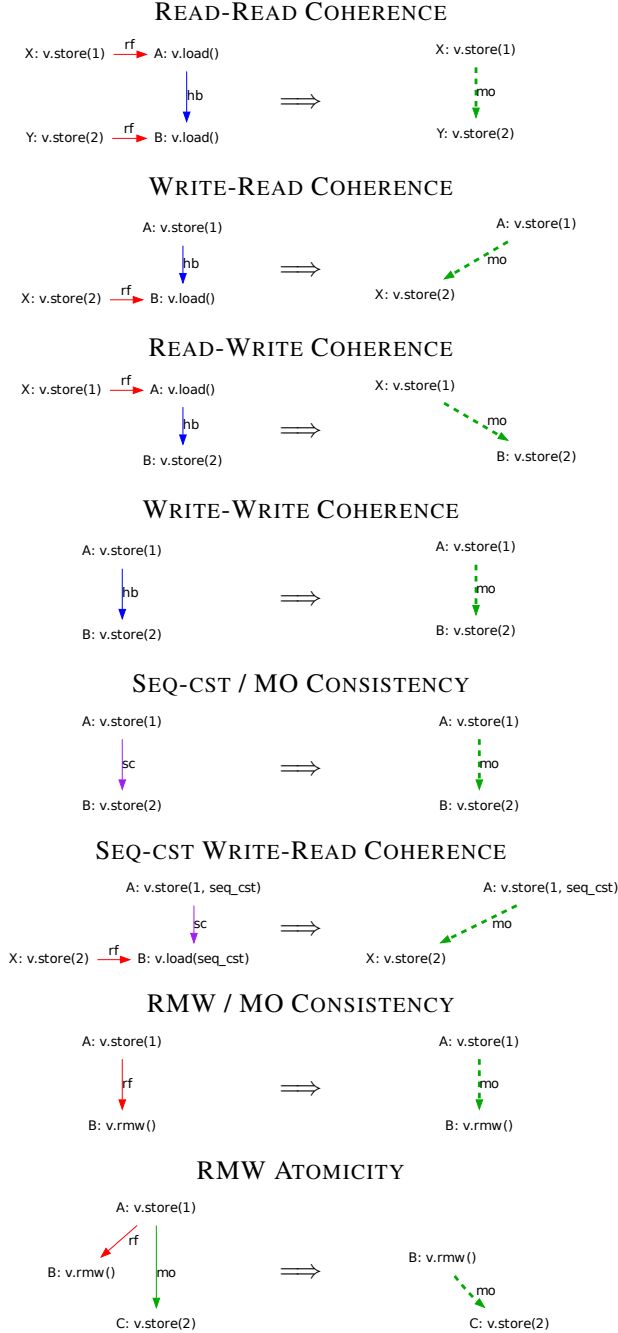 READ-READ COHERENCE
X: v.store(1) rf A: v.load() X: v.store(1)
hb ⟹ mo
Y: v.store(2) rf B: v.load() Y: v.store(2)
WRITE-READ COHERENCE
A: v.store(1) A: v.store(1)
hb ⟹ mo
X: v.store(2) rf B: v.load() X: v.store(2)
READ-WRITE COHERENCE
X: v.store(1) rf A: v.load() X: v.store(1)
hb ⟹ mo
B: v.store(2) B: v.store(2)
WRITE-WRITE COHERENCE
A: v.store(1) A: v.store(1)
hb ⟹ mo
B: v.store(2) B: v.store(2)
SEQ-CST / MO CONSISTENCY
A: v.store(1) A: v.store(1)
sc ⟹ mo
B: v.store(2) B: v.store(2)
SEQ-CST WRITE-READ COHERENCE
A: v.store(1, seq_cst) A: v.store(1, seq_cst)
sc ⟹ mo
X: v.store(2) rf B: v.load(seq_cst) X: v.store(2)
RMW / MO CONSISTENCY
A: v.store(1) A: v.store(1)
rf ⟹ mo
B: v.rmw() B: v.rmw()
RMW ATOMICITY
A: v.store(1)
rf
B: v.rmw() mo ⟹ B: v.rmw()
mo
C: v.store(2) C: v.store(2)